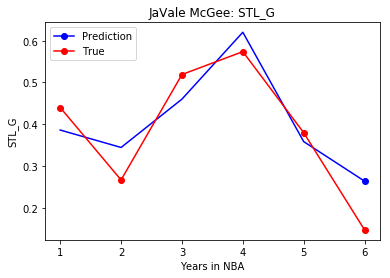 JaVale McGee: STL_G
Prediction
True
STL_G
0.6
0.5
0.4
0.3
0.2
1 2 3 4 5 6
Years in NBA